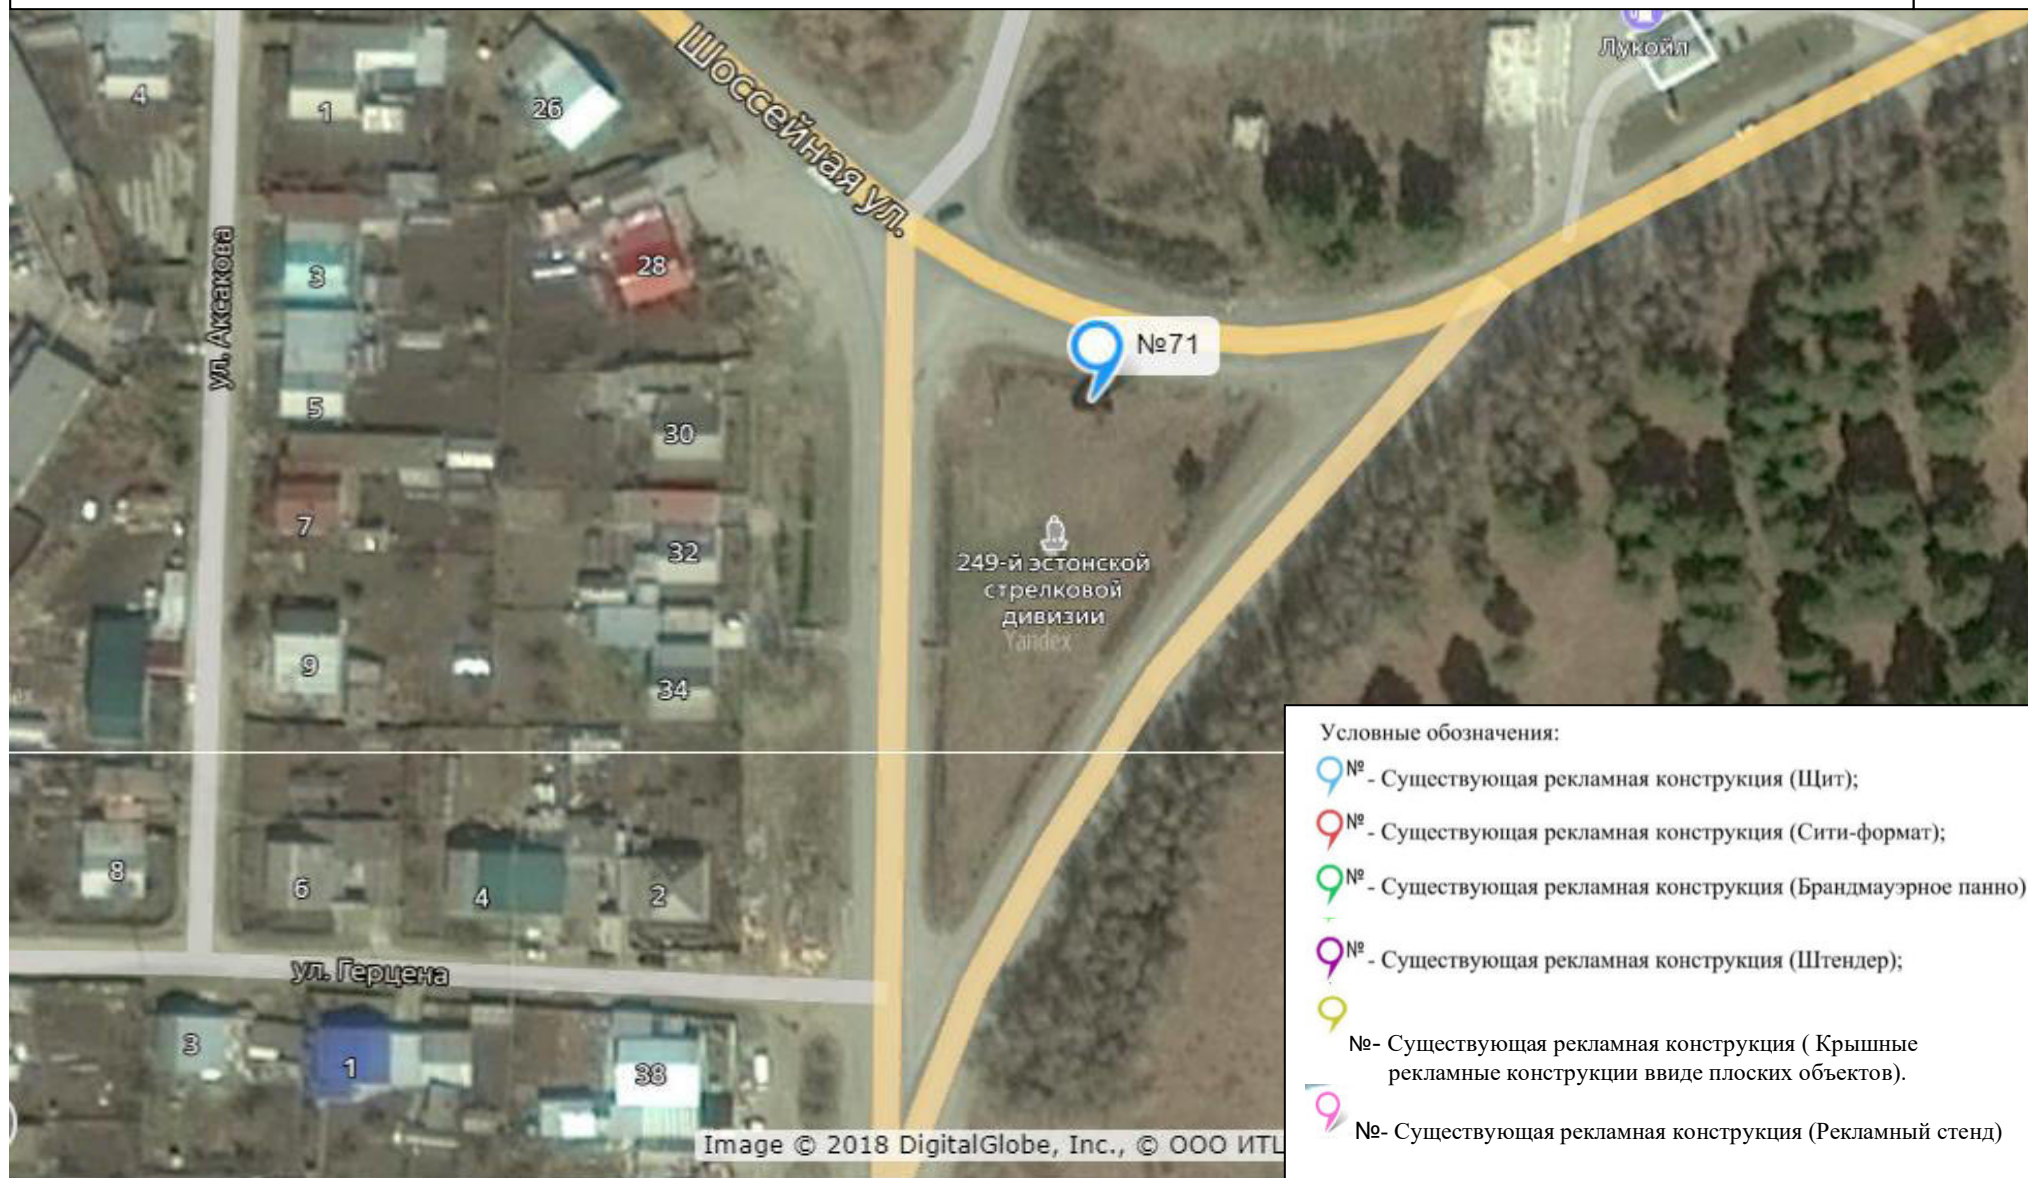 Лукойл
Шоссейная ул.
4
1
26
ул. Аксакова
3
28
№71
5
30
7
32
249-й эстонской
стрелковой
дивизии
Yandex
9
34
8
6
4
2
ул. Герцена
3
1
38
Image © 2018 DigitalGlobe, Inc., © ООО ИТЦ
Условные обозначения:
№ - Существующая рекламная конструкция (Щит);
№ - Существующая рекламная конструкция (Сити-формат);
№ - Существующая рекламная конструкция (Брандмауэрное панно)
№ - Существующая рекламная конструкция (Штендер);
№- Существующая рекламная конструкция ( Крышные
рекламные конструкции ввиде плоских объектов).
№- Существующая рекламная конструкция (Рекламный стенд)